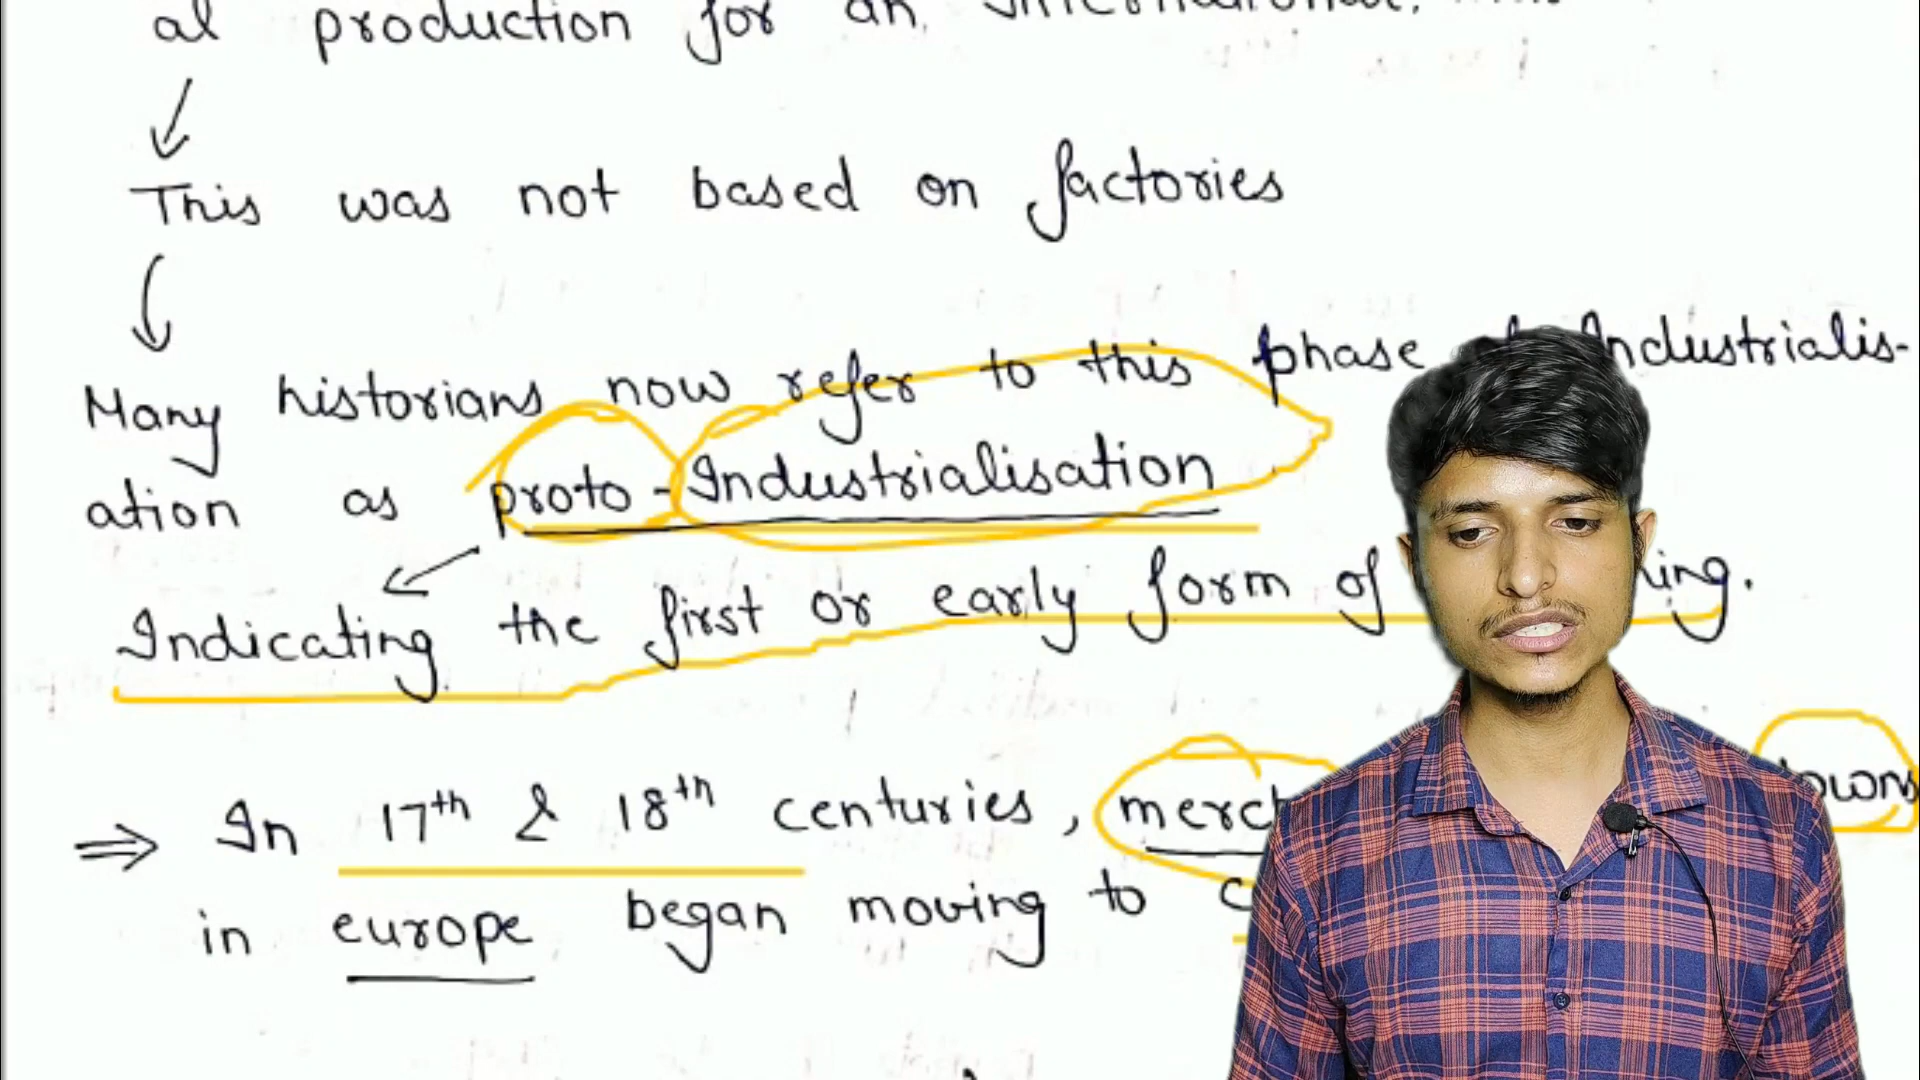 al production for an
This was not based on factories
Many historians now refer to this phase Industrialis-
ation as proto-Industrialisation
Indicating the first or early form of
⇒ In 17th & 18th centuries, towns
in europe began moving to